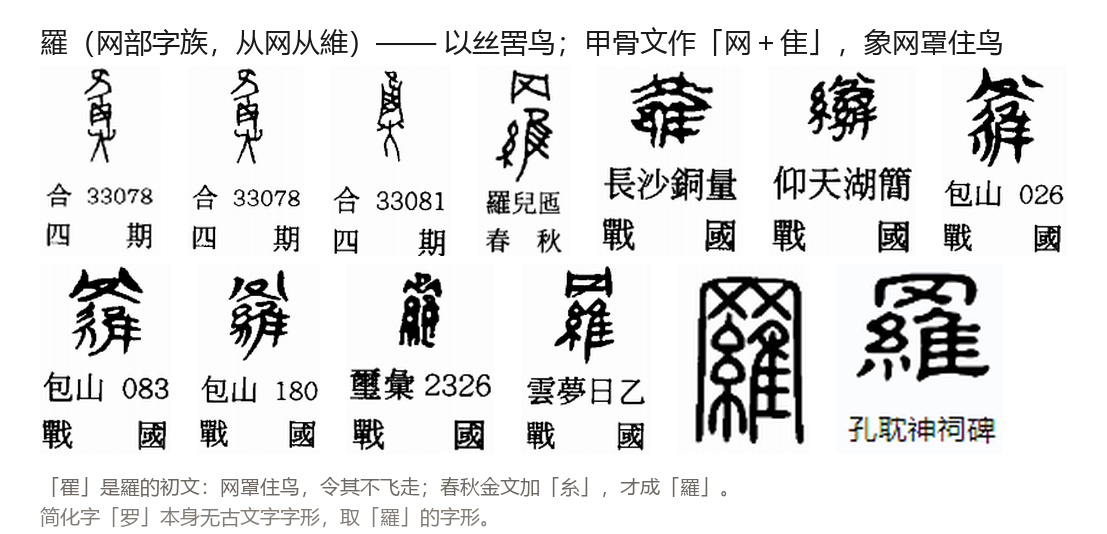 羅（网部字族，从网从維）—— 以丝罟鸟；甲骨文作「网＋隹」，象网罩住鸟
合 33078 合 33078 合 33081 羅兒匜 長沙銅量 仰天湖簡 包山 026
四期 四期 四期 春秋 戰國 戰國 戰國
包山 083 包山 180 璽彙 2326 雲夢日乙 孔耽神祠碑
戰國 戰國 戰國 戰國
「䍜」是羅的初文：网罩住鸟，令其不飞走；春秋金文加「糸」，才成「羅」。
简化字「罗」本身无古文字字形，取「羅」的字形。